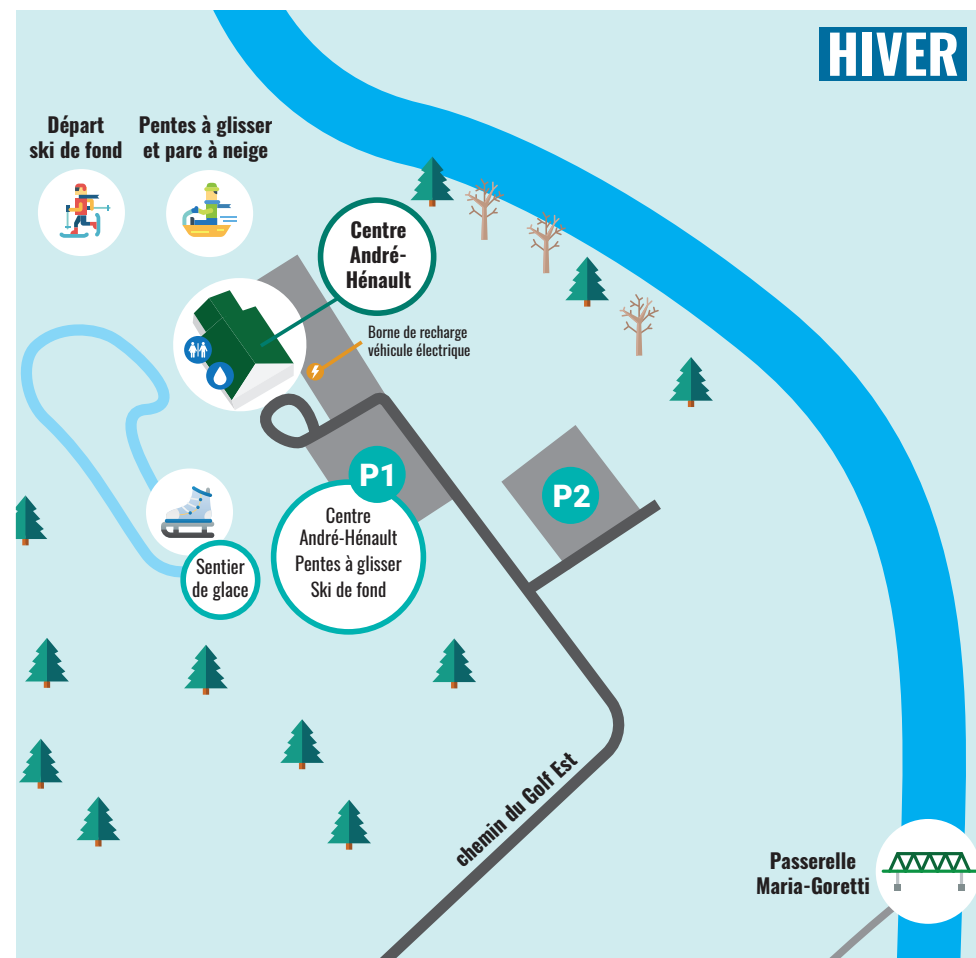 HIVER
Départ
ski de fond
Pentes à glisser
et parc à neige
Centre
André-
Hénault
Borne de recharge
véhicule électrique
P1
Centre
André-Hénault
Pentes à glisser
Ski de fond
P2
Sentier
de glace
chemin du Golf Est
Passerelle
Maria-Goretti